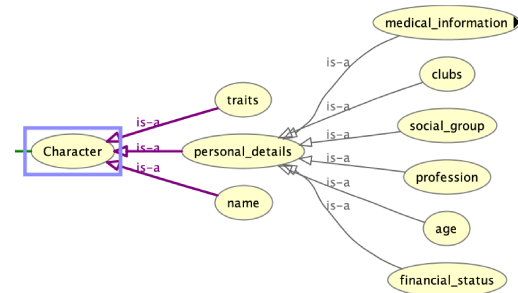 medical_information
is-a
clubs
traits
is-a
is-a
social_group
is-a
Character
is-a
personal_details
is-a
is-a
profession
name
is-a
age
is-a
financial_status